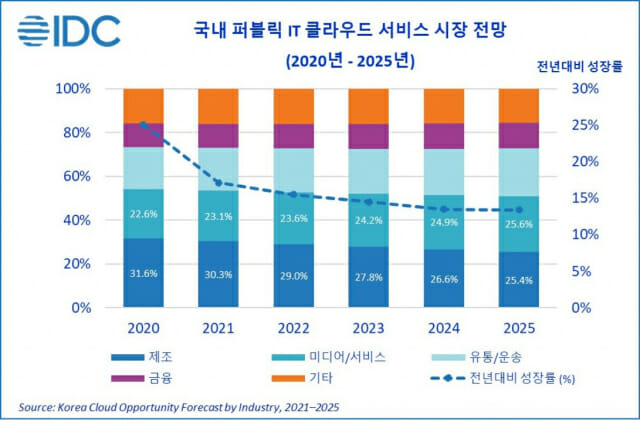 IDC
국내 퍼블릭 IT 클라우드 서비스 시장 전망
(2020년 - 2025년)
전년대비 성장률
100%
80%
60%
40%
20%
0%
30%
25%
20%
15%
10%
5%
0%
22.6% 23.1% 23.6% 24.2% 24.9% 25.6%
31.6% 30.3% 29.0% 27.8% 26.6% 25.4%
2020 2021 2022 2023 2024 2025
제조 미디어/서비스 유통/운송
금융 기타 전년대비 성장률 (%)
Source: Korea Cloud Opportunity Forecast by Industry, 2021–2025